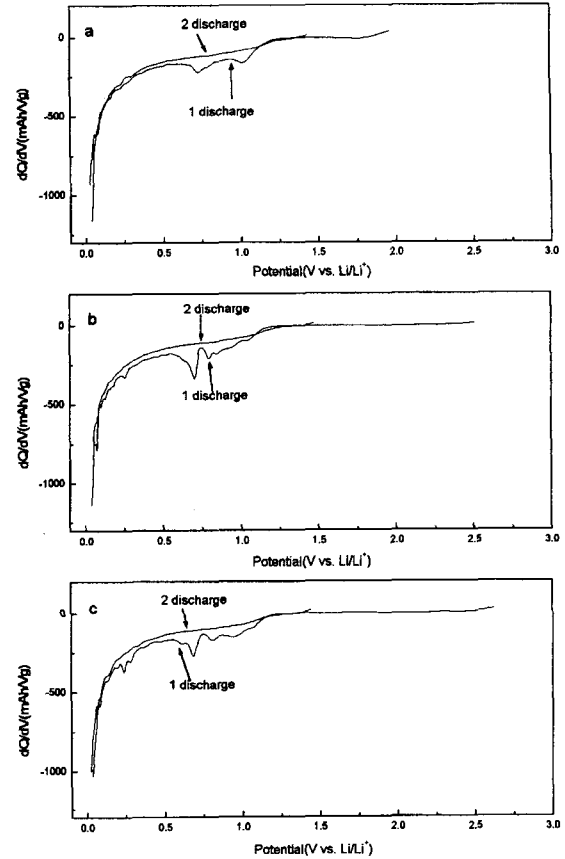 a
2 discharge
1 discharge
0
-500
-1000
dQ/dV(mAh/Vg)
0.0 0.5 1.0 1.5 2.0 2.5 3.0
Potential(V vs. Li/Li⁺)
b
2 discharge
1 discharge
0
-500
-1000
dQ/dV(mAh/Vg)
0.0 0.5 1.0 1.5 2.0 2.5 3.0
Potential(V vs. Li/Li⁺)
c
2 discharge
1 discharge
0
-500
-1000
dQ/dV(mAh/Vg)
0.0 0.5 1.0 1.5 2.0 2.5 3.0
Potential(V vs. Li/Li⁺)